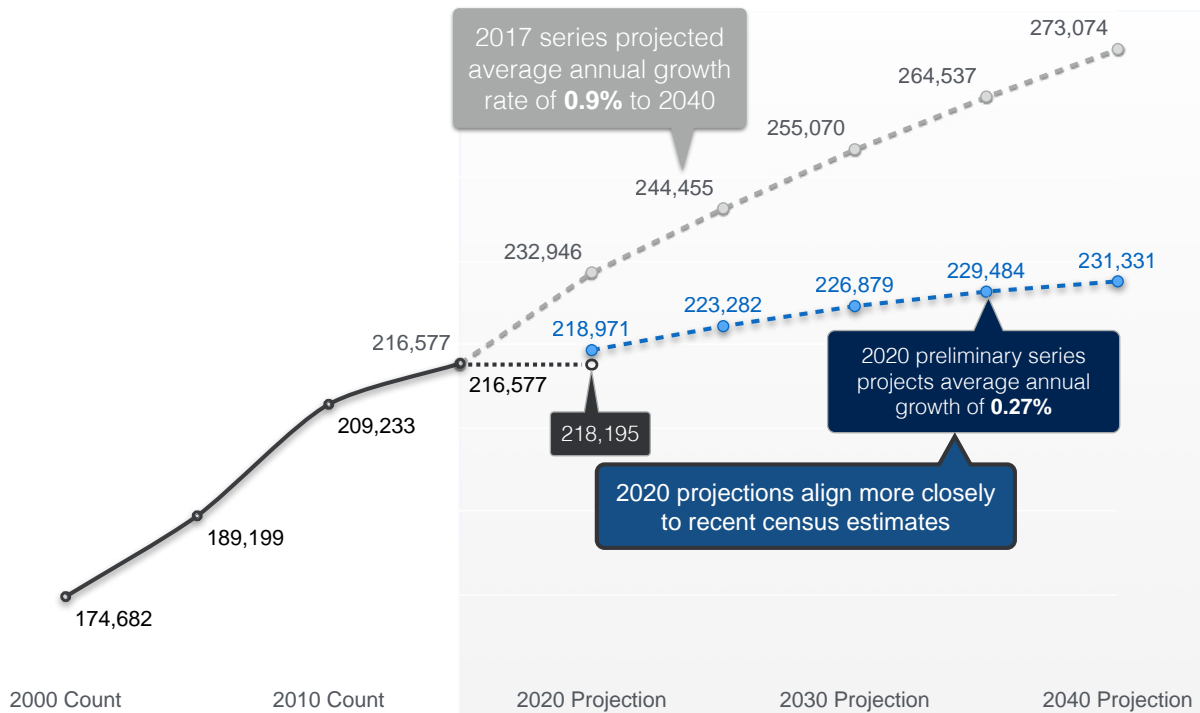 2017 series projected
average annual growth
rate of 0.9% to 2040
273,074
264,537
255,070
244,455
232,946
231,331
229,484
226,879
223,282
218,971
216,577
216,577
218,195
209,233
189,199
174,682
2020 preliminary series
projects average annual
growth of 0.27%
2020 projections align more closely
to recent census estimates
2000 Count
2010 Count
2020 Projection
2030 Projection
2040 Projection